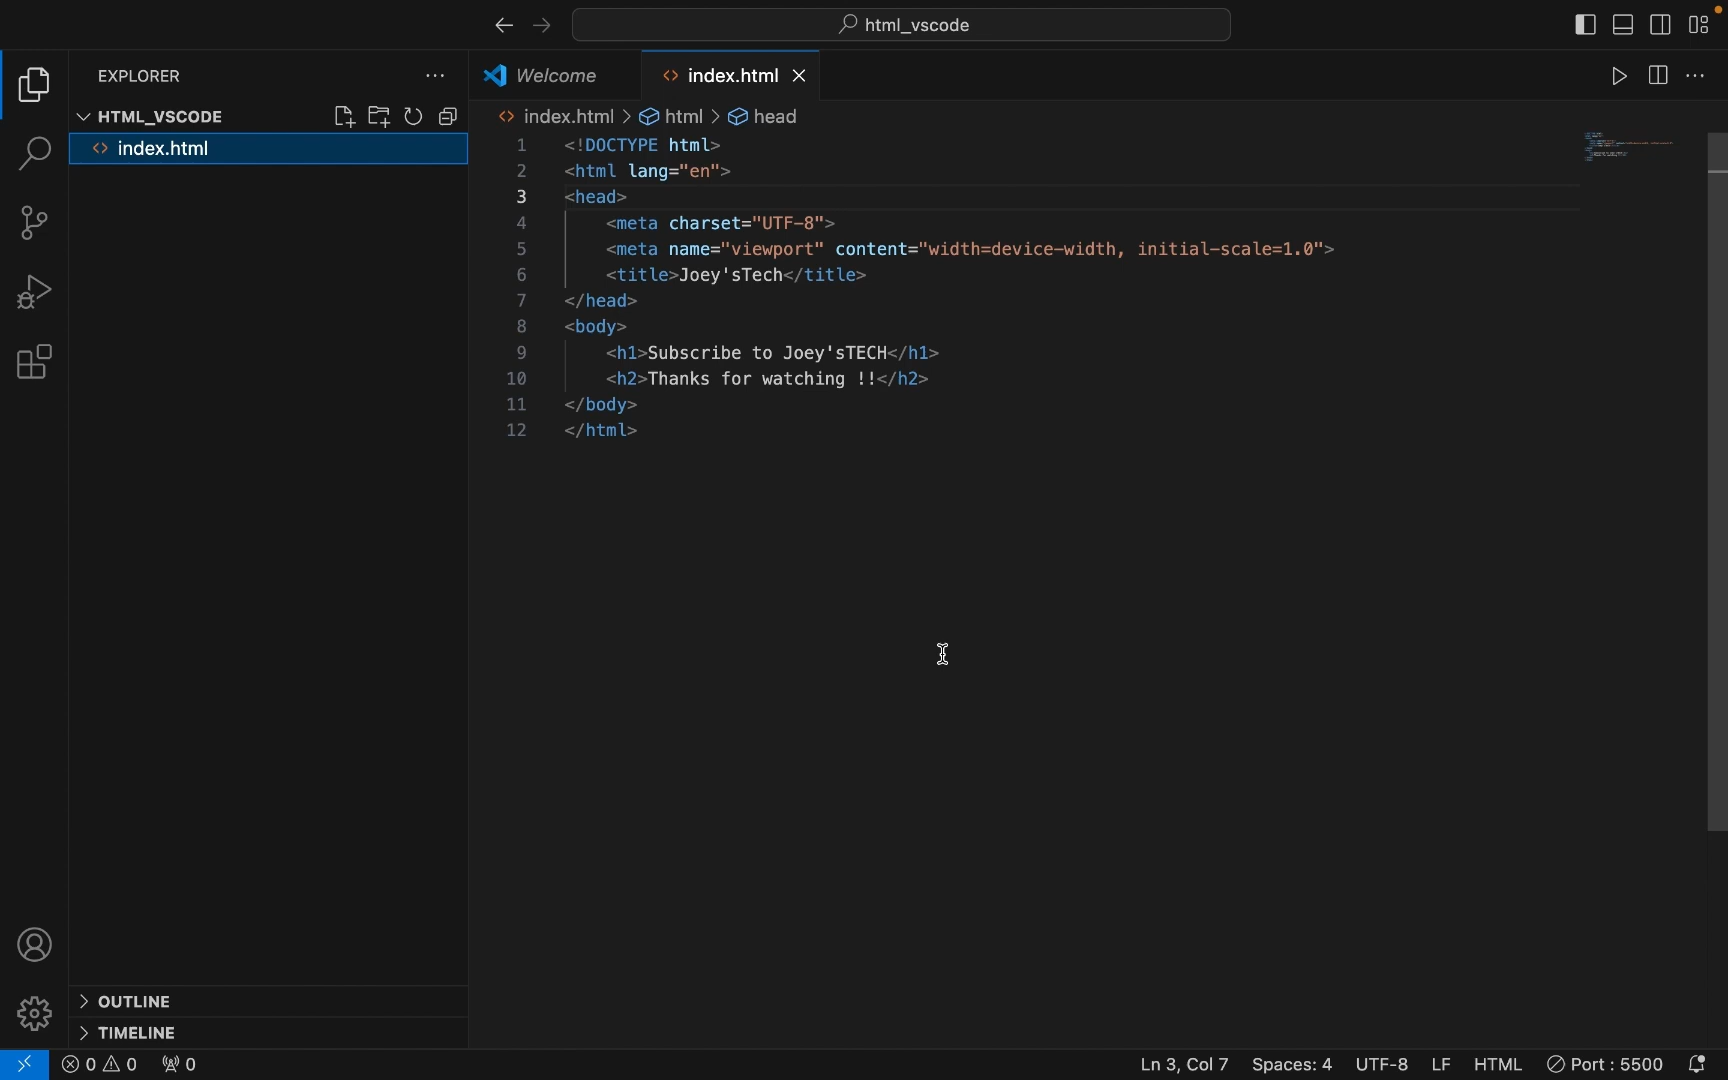 html_vscode
EXPLORER
HTML_VSCODE
index.html
Welcome
index.html
index.html > html > head
1 <!DOCTYPE html>
2 <html lang="en">
3 <head>
4 <meta charset="UTF-8">
5 <meta name="viewport" content="width=device-width, initial-scale=1.0">
6 <title>Joey'sTech</title>
7 </head>
8 <body>
9 <h1>Subscribe to Joey'sTECH</h1>
10 <h2>Thanks for watching !!</h2>
11 </body>
12 </html>
OUTLINE
TIMELINE
0 0 0 Ln 3, Col 7 Spaces: 4 UTF-8 LF HTML Port : 5500